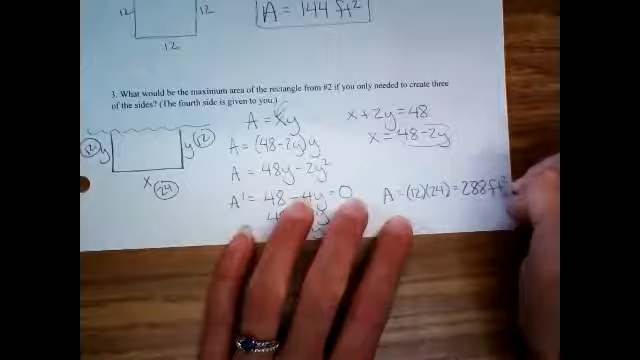 12
12
12
A = 144 ft²
3. What would be the maximum area of the rectangle from #2 if you only needed to create three
of the sides? (The fourth side is given to you.)
A = xy
x + 2y = 48
A = (48-2y)y
x = 48-2y
12 y
y 12
A = 48y - 2y²
x 24
A' = 48 - 4y = 0
A = (12)(24) = 288 ft²